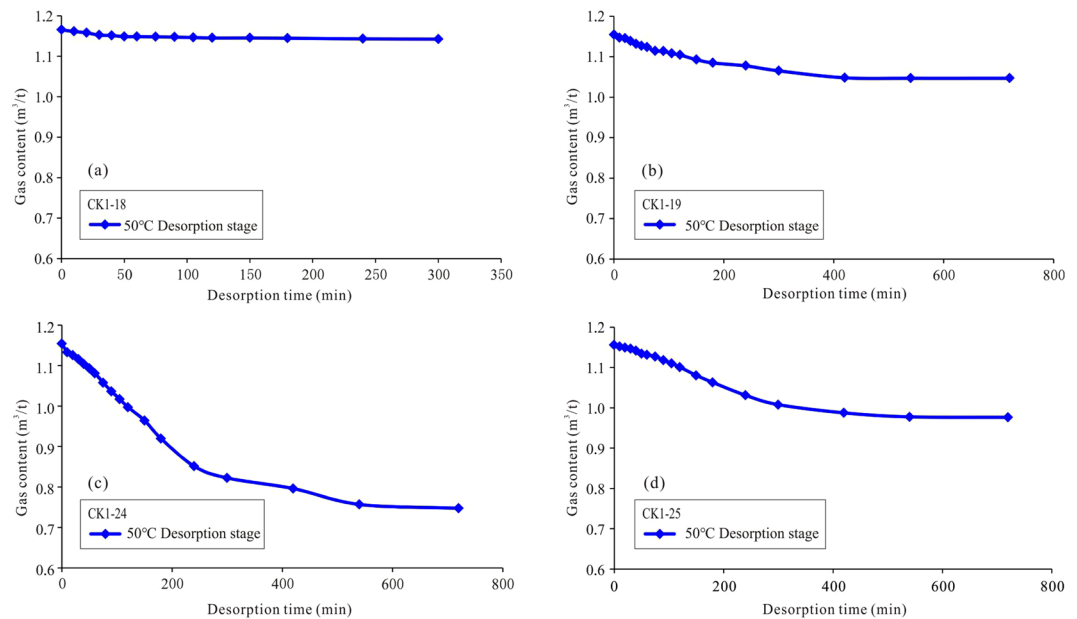 1.2
1.1
1.0
0.9
0.8
0.7
0.6
Gas content (m³/t)
(a)
CK1-18
50℃ Desorption stage
0 50 100 150 200 250 300 350
Desorption time (min)
1.2
1.1
1.0
0.9
0.8
0.7
0.6
Gas content (m³/t)
(b)
CK1-19
50℃ Desorption stage
0 200 400 600 800
Desorption time (min)
1.2
1.1
1.0
0.9
0.8
0.7
0.6
Gas content (m³/t)
(c)
CK1-24
50℃ Desorption stage
0 200 400 600 800
Desorption time (min)
1.2
1.1
1.0
0.9
0.8
0.7
0.6
Gas content (m³/t)
(d)
CK1-25
50℃ Desorption stage
0 200 400 600 800
Desorption time (min)